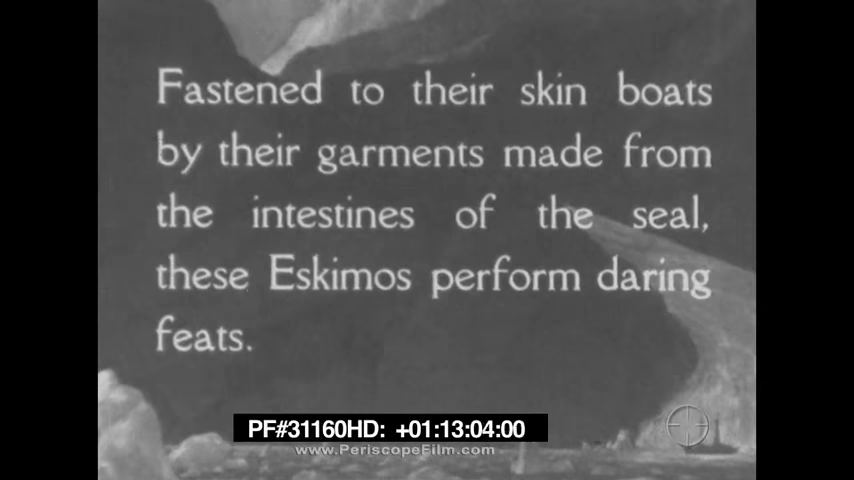 Fastened to their skin boats
by their garments made from
the intestines of the seal,
these Eskimos perform daring
feats.
PF#31160HD: +01:13:04:00
www.PeriscopeFilm.com